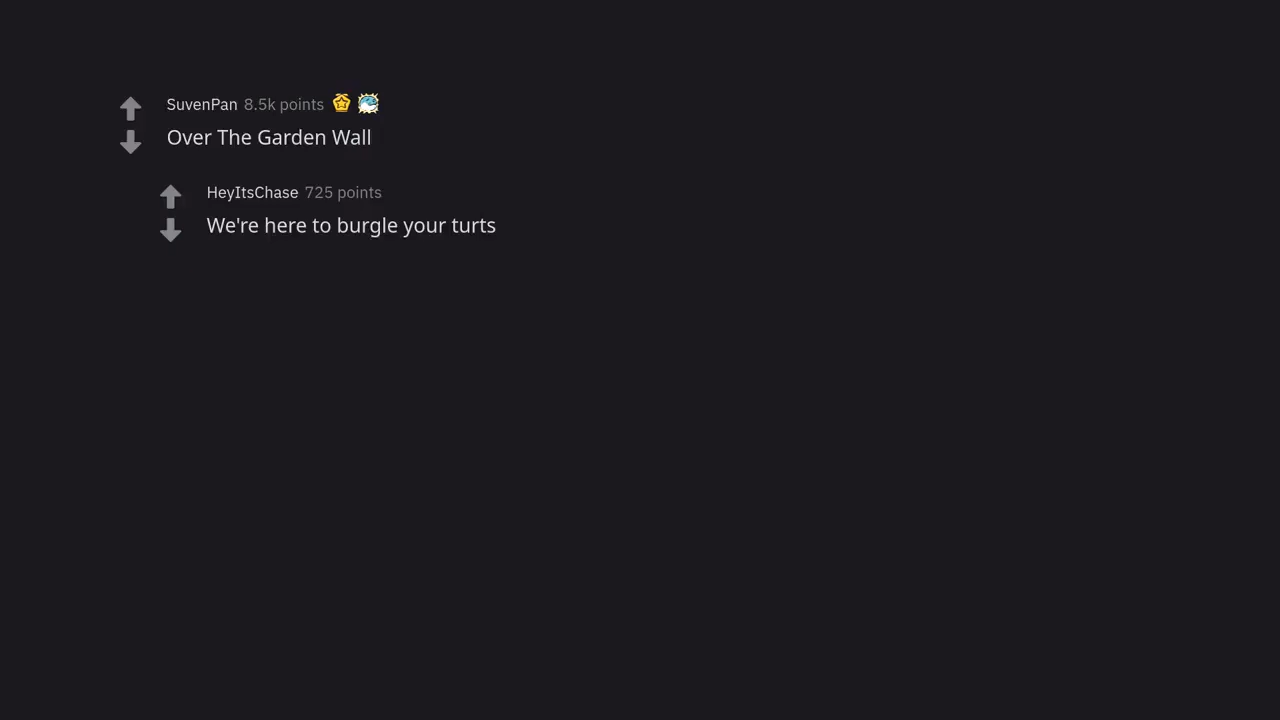 SuvenPan 8.5k points
Over The Garden Wall
HeyItsChase 725 points
We're here to burgle your turts